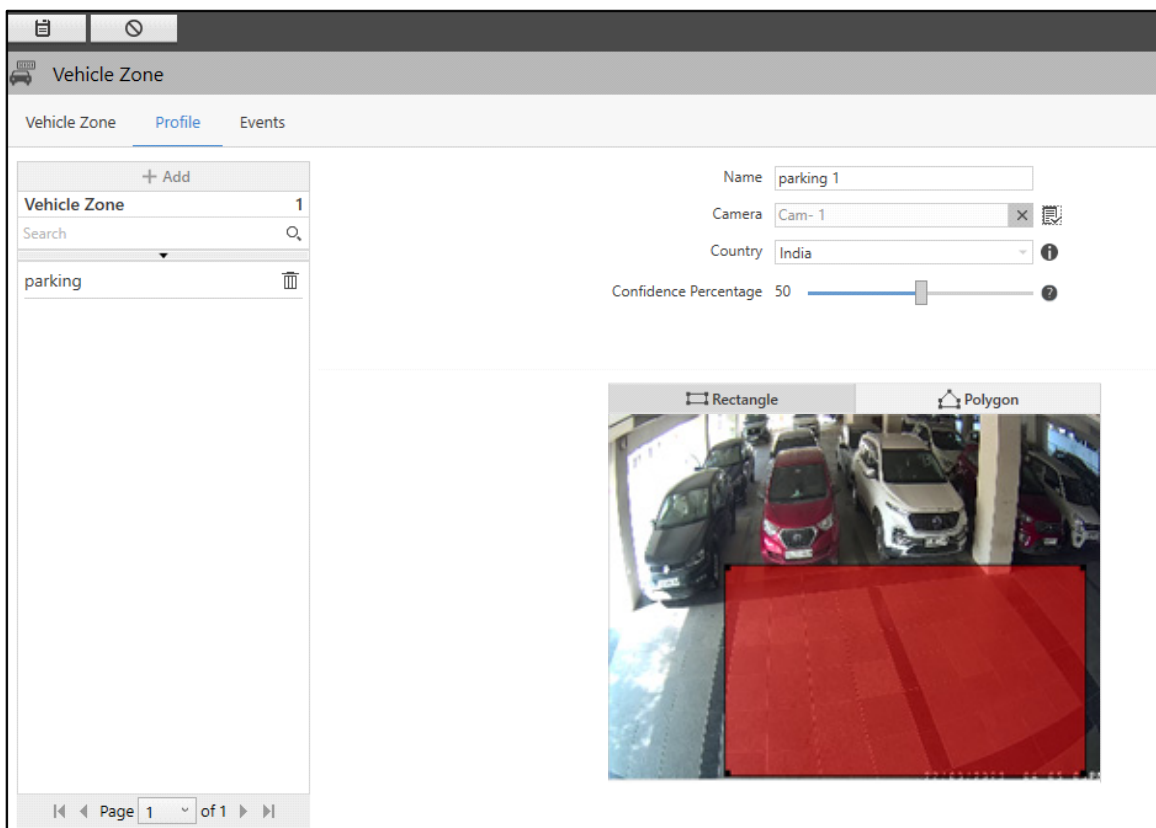 Vehicle Zone
Vehicle Zone Profile Events
+ Add
Vehicle Zone 1
Search
parking
Page 1 of 1
Name parking 1
Camera Cam- 1
Country India
Confidence Percentage 50
Rectangle Polygon